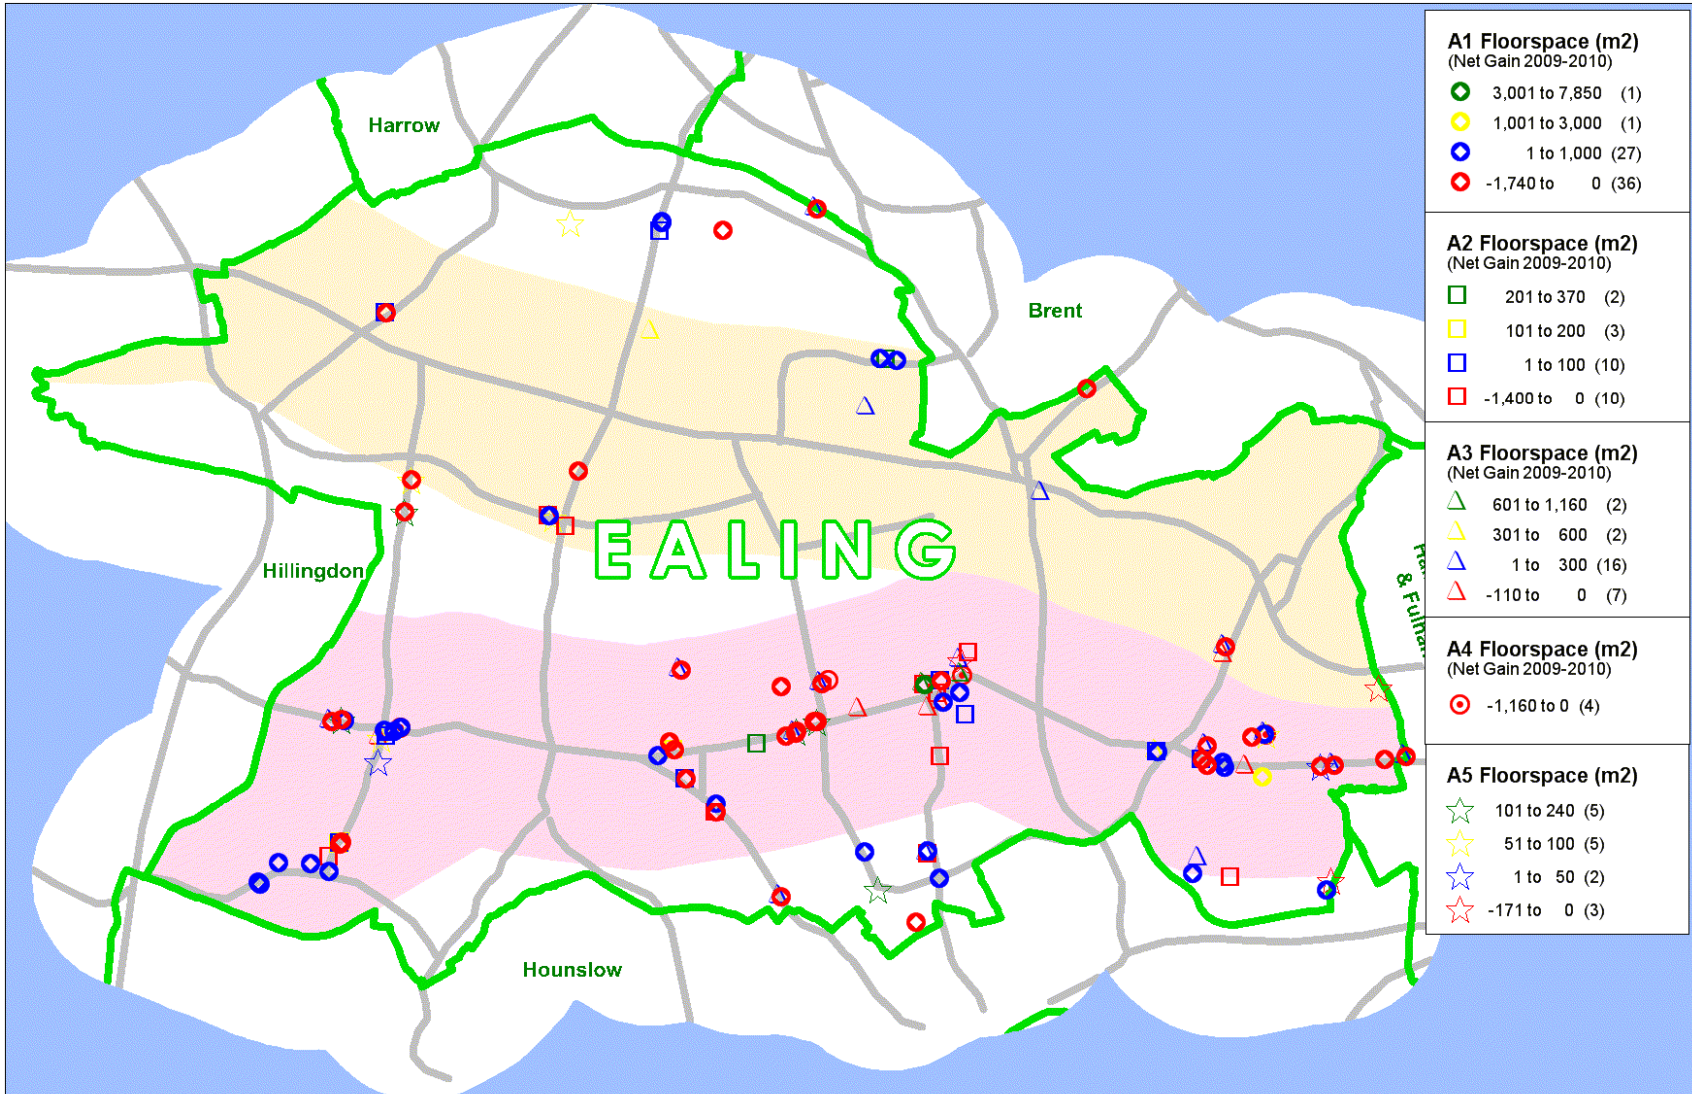 Harrow
Brent
EALING
Hillingdon
& Fulham
Hounslow
A1 Floorspace (m2)
(Net Gain 2009-2010)
3,001 to 7,850 (1)
1,001 to 3,000 (1)
1 to 1,000 (27)
-1,740 to 0 (36)
A2 Floorspace (m2)
(Net Gain 2009-2010)
201 to 370 (2)
101 to 200 (3)
1 to 100 (10)
-1,400 to 0 (10)
A3 Floorspace (m2)
(Net Gain 2009-2010)
601 to 1,160 (2)
301 to 600 (2)
1 to 300 (16)
-110 to 0 (7)
A4 Floorspace (m2)
(Net Gain 2009-2010)
-1,160 to 0 (4)
A5 Floorspace (m2)
101 to 240 (5)
51 to 100 (5)
1 to 50 (2)
-171 to 0 (3)